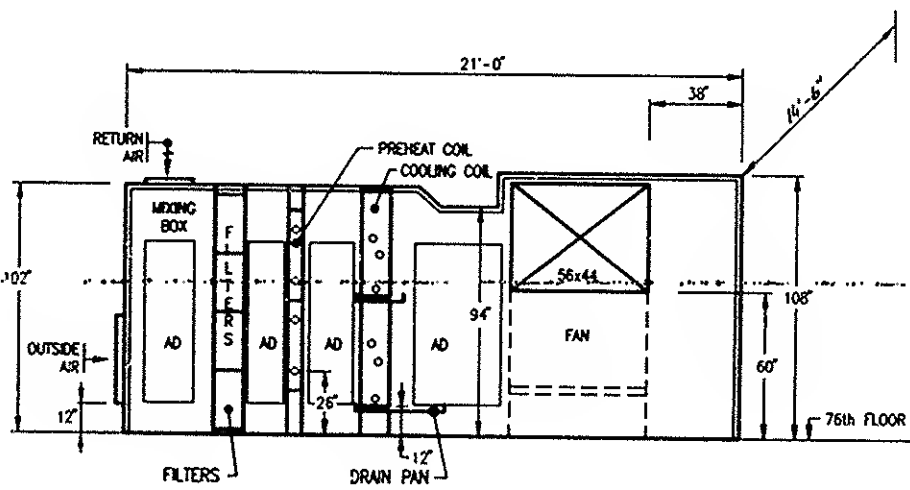 21'-0"
38"
14'-6"
RETURN
AIR
PREHEAT COIL
COOLING COIL
MIXING
BOX
FILTERS
102"
56x44
94"
108"
AD
AD
AD
AD
FAN
OUTSIDE
AIR
60"
26"
12"
12"
76th FLOOR
FILTERS
DRAIN PAN